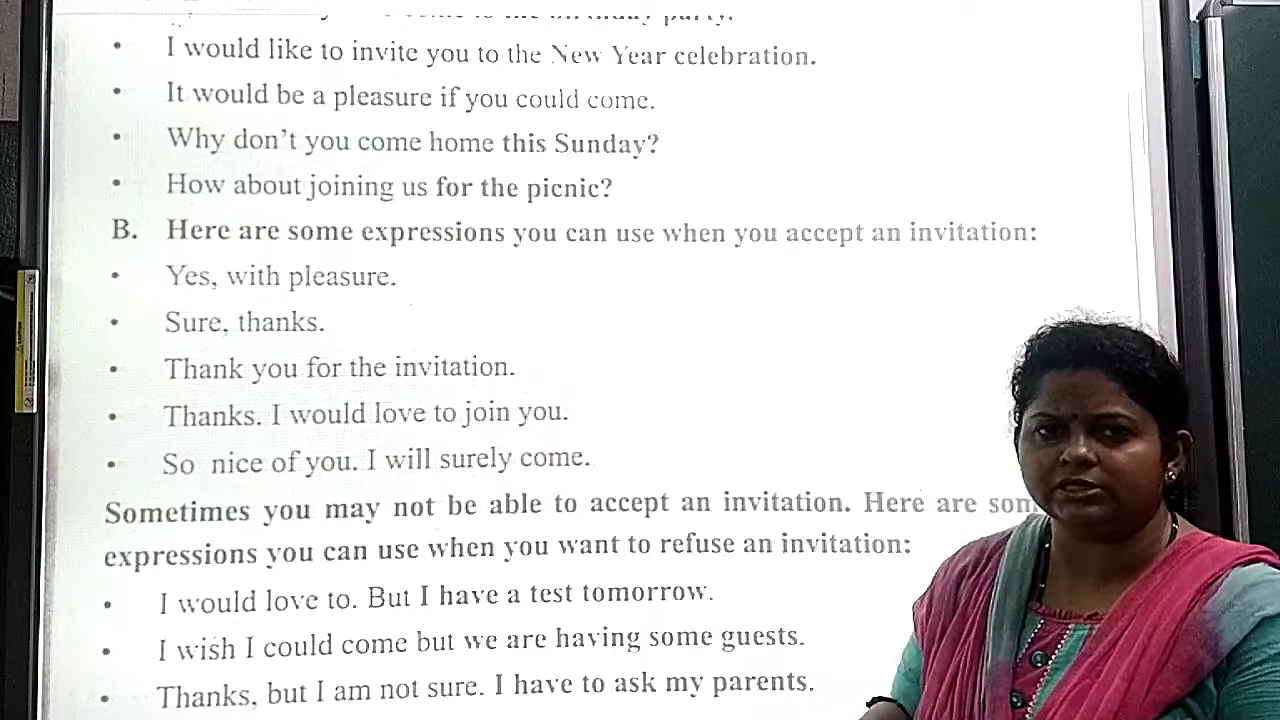 birthday party.
• I would like to invite you to the New Year celebration.
• It would be a pleasure if you could come.
• Why don't you come home this Sunday?
• How about joining us for the picnic?
B. Here are some expressions you can use when you accept an invitation:
• Yes, with pleasure.
• Sure, thanks.
• Thank you for the invitation.
• Thanks. I would love to join you.
• So nice of you. I will surely come.
Sometimes you may not be able to accept an invitation. Here are som
expressions you can use when you want to refuse an invitation:
• I would love to. But I have a test tomorrow.
• I wish I could come but we are having some guests.
• Thanks, but I am not sure. I have to ask my parents.